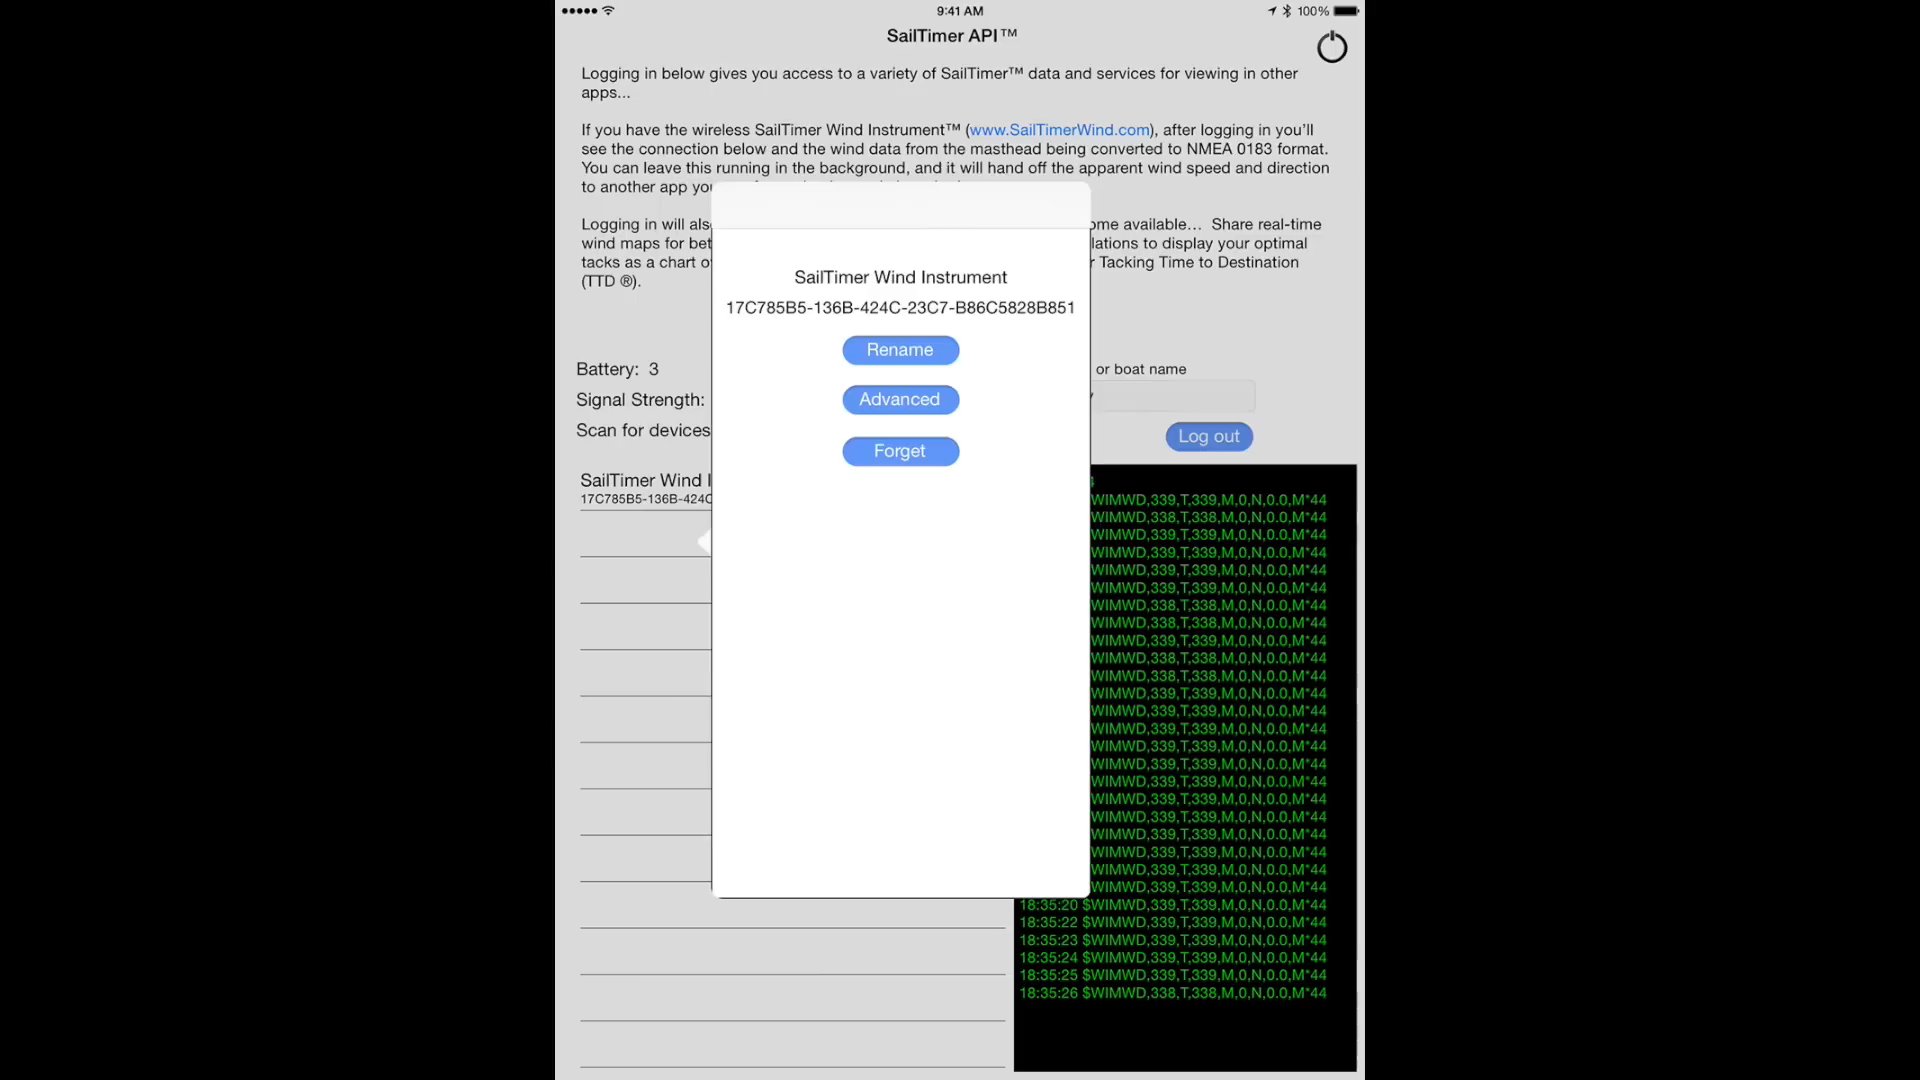 9:41 AM
100%
SailTimer API™
Logging in below gives you access to a variety of SailTimer™ data and services for viewing in other
apps...
If you have the wireless SailTimer Wind Instrument™ (www.SailTimerWind.com), after logging in you'll
see the connection below and the wind data from the masthead being converted to NMEA 0183 format.
You can leave this running in the background, and it will hand off the apparent wind speed and direction
to another app you
Logging in will als ome available... Share real-time
wind maps for bet lations to display your optimal
tacks as a chart o r Tacking Time to Destination
(TTD ®).
SailTimer Wind Instrument
17C785B5-136B-424C-23C7-B86C5828B851
Rename
Advanced
Forget
Battery: 3
Signal Strength:
Scan for devices
or boat name
Log out
SailTimer Wind I
17C785B5-136B-424C
WIMWD,339,T,339,M,0,N,0.0,M*44
WIMWD,338,T,338,M,0,N,0.0,M*44
WIMWD,339,T,339,M,0,N,0.0,M*44
WIMWD,339,T,339,M,0,N,0.0,M*44
WIMWD,339,T,339,M,0,N,0.0,M*44
WIMWD,339,T,339,M,0,N,0.0,M*44
WIMWD,338,T,338,M,0,N,0.0,M*44
WIMWD,338,T,338,M,0,N,0.0,M*44
WIMWD,339,T,339,M,0,N,0.0,M*44
WIMWD,338,T,338,M,0,N,0.0,M*44
WIMWD,338,T,338,M,0,N,0.0,M*44
WIMWD,339,T,339,M,0,N,0.0,M*44
WIMWD,339,T,339,M,0,N,0.0,M*44
WIMWD,339,T,339,M,0,N,0.0,M*44
WIMWD,339,T,339,M,0,N,0.0,M*44
WIMWD,339,T,339,M,0,N,0.0,M*44
WIMWD,339,T,339,M,0,N,0.0,M*44
WIMWD,339,T,339,M,0,N,0.0,M*44
WIMWD,339,T,339,M,0,N,0.0,M*44
WIMWD,339,T,339,M,0,N,0.0,M*44
WIMWD,339,T,339,M,0,N,0.0,M*44
WIMWD,339,T,339,M,0,N,0.0,M*44
WIMWD,339,T,339,M,0,N,0.0,M*44
18:35:20 $WIMWD,339,T,339,M,0,N,0.0,M*44
18:35:22 $WIMWD,339,T,339,M,0,N,0.0,M*44
18:35:23 $WIMWD,339,T,339,M,0,N,0.0,M*44
18:35:24 $WIMWD,339,T,339,M,0,N,0.0,M*44
18:35:25 $WIMWD,339,T,339,M,0,N,0.0,M*44
18:35:26 $WIMWD,338,T,338,M,0,N,0.0,M*44